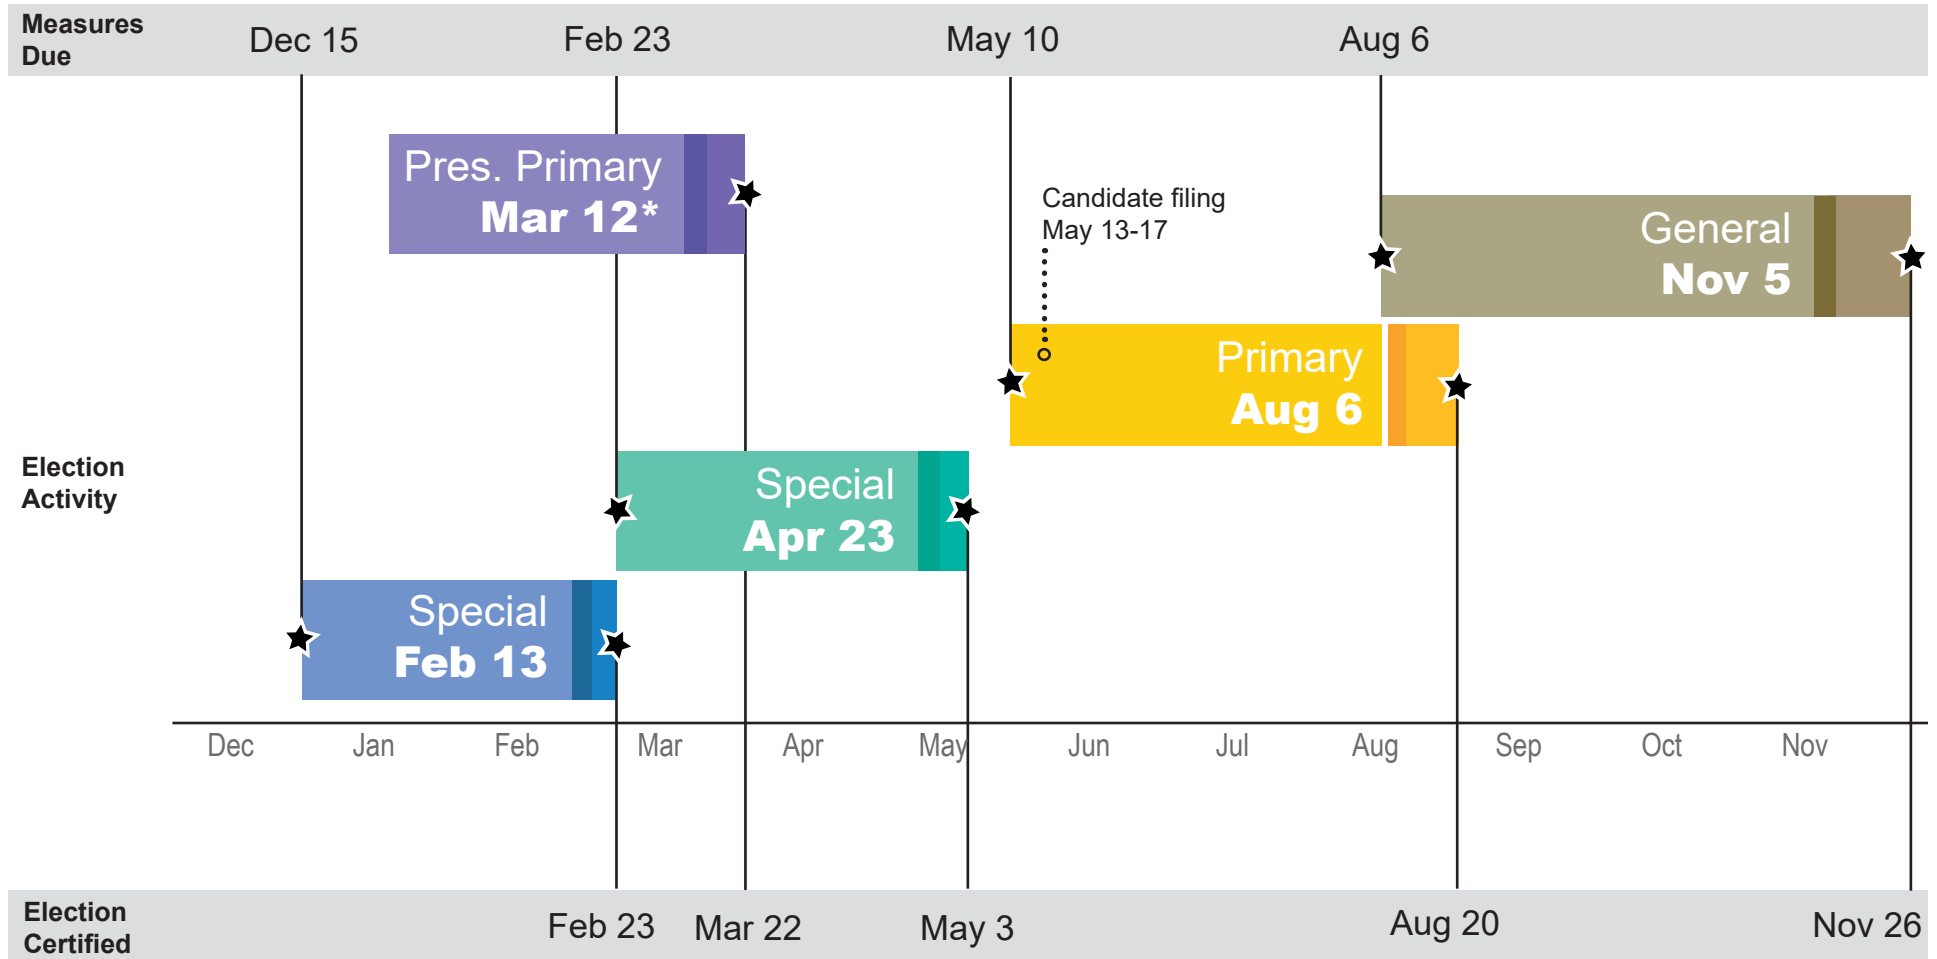 Measures
Due
Dec 15
Feb 23
May 10
Aug 6
Pres. Primary
Mar 12*
Candidate filing
May 13-17
General
Nov 5
Primary
Aug 6
Election
Activity
Special
Apr 23
Special
Feb 13
Dec
Jan
Feb
Mar
Apr
May
Jun
Jul
Aug
Sep
Oct
Nov
Election
Certified
Feb 23
Mar 22
May 3
Aug 20
Nov 26